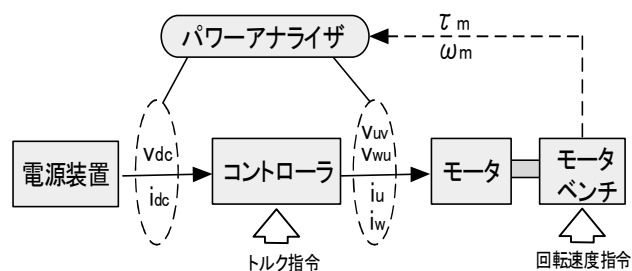 パワーアナライザ
τm
ωm
電源装置
vdc
idc
コントローラ
vuv
vwu
iu
iw
モータ
モータ
ベンチ
トルク指令
回転速度指令